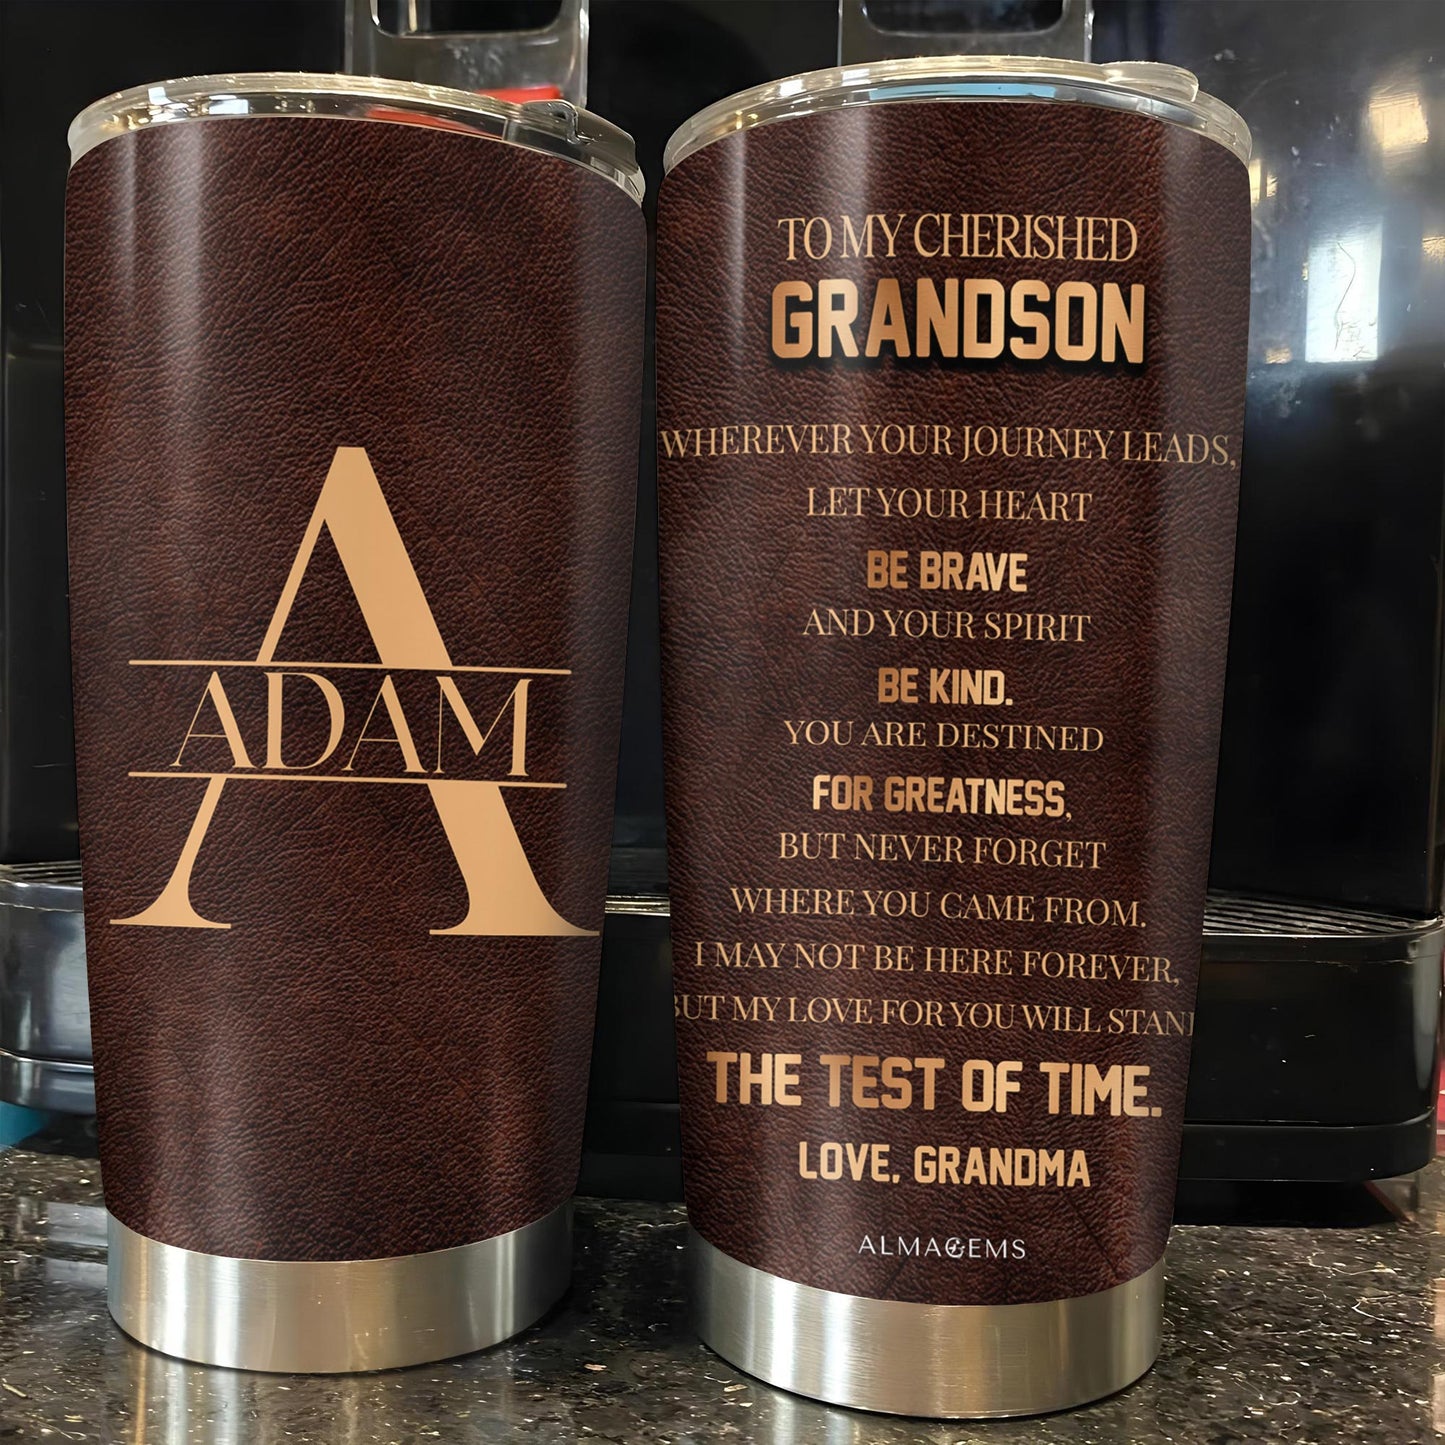 A
ADAM
TO MY CHERISHED
GRANDSON
WHEREVER YOUR JOURNEY LEADS,
LET YOUR HEART
BE BRAVE
AND YOUR SPIRIT
BE KIND.
YOU ARE DESTINED
FOR GREATNESS,
BUT NEVER FORGET
WHERE YOU CAME FROM.
I MAY NOT BE HERE FOREVER,
BUT MY LOVE FOR YOU WILL STAND
THE TEST OF TIME.
LOVE, GRANDMA
ALMAGEMS